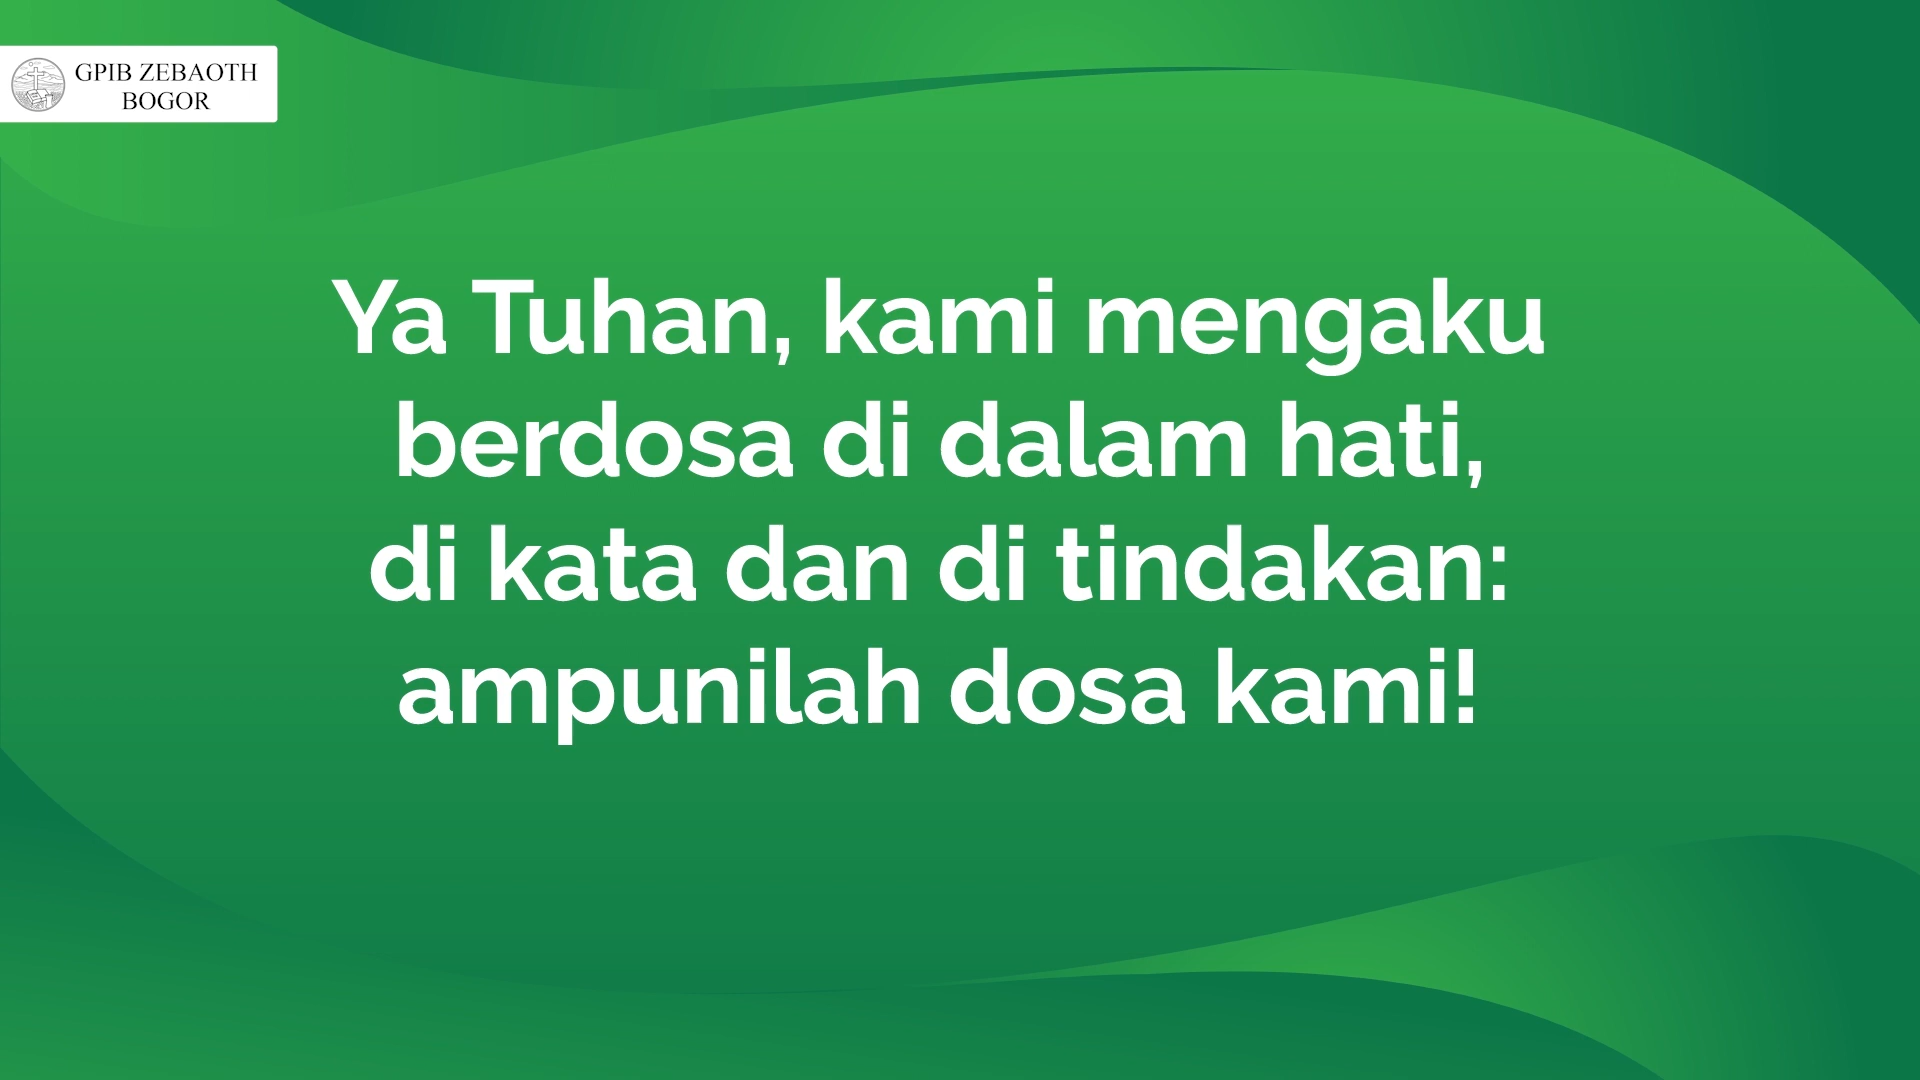 GPIB ZEBAOTH
BOGOR
Ya Tuhan, kami mengaku
berdosa di dalam hati,
di kata dan di tindakan:
ampunilah dosa kami!